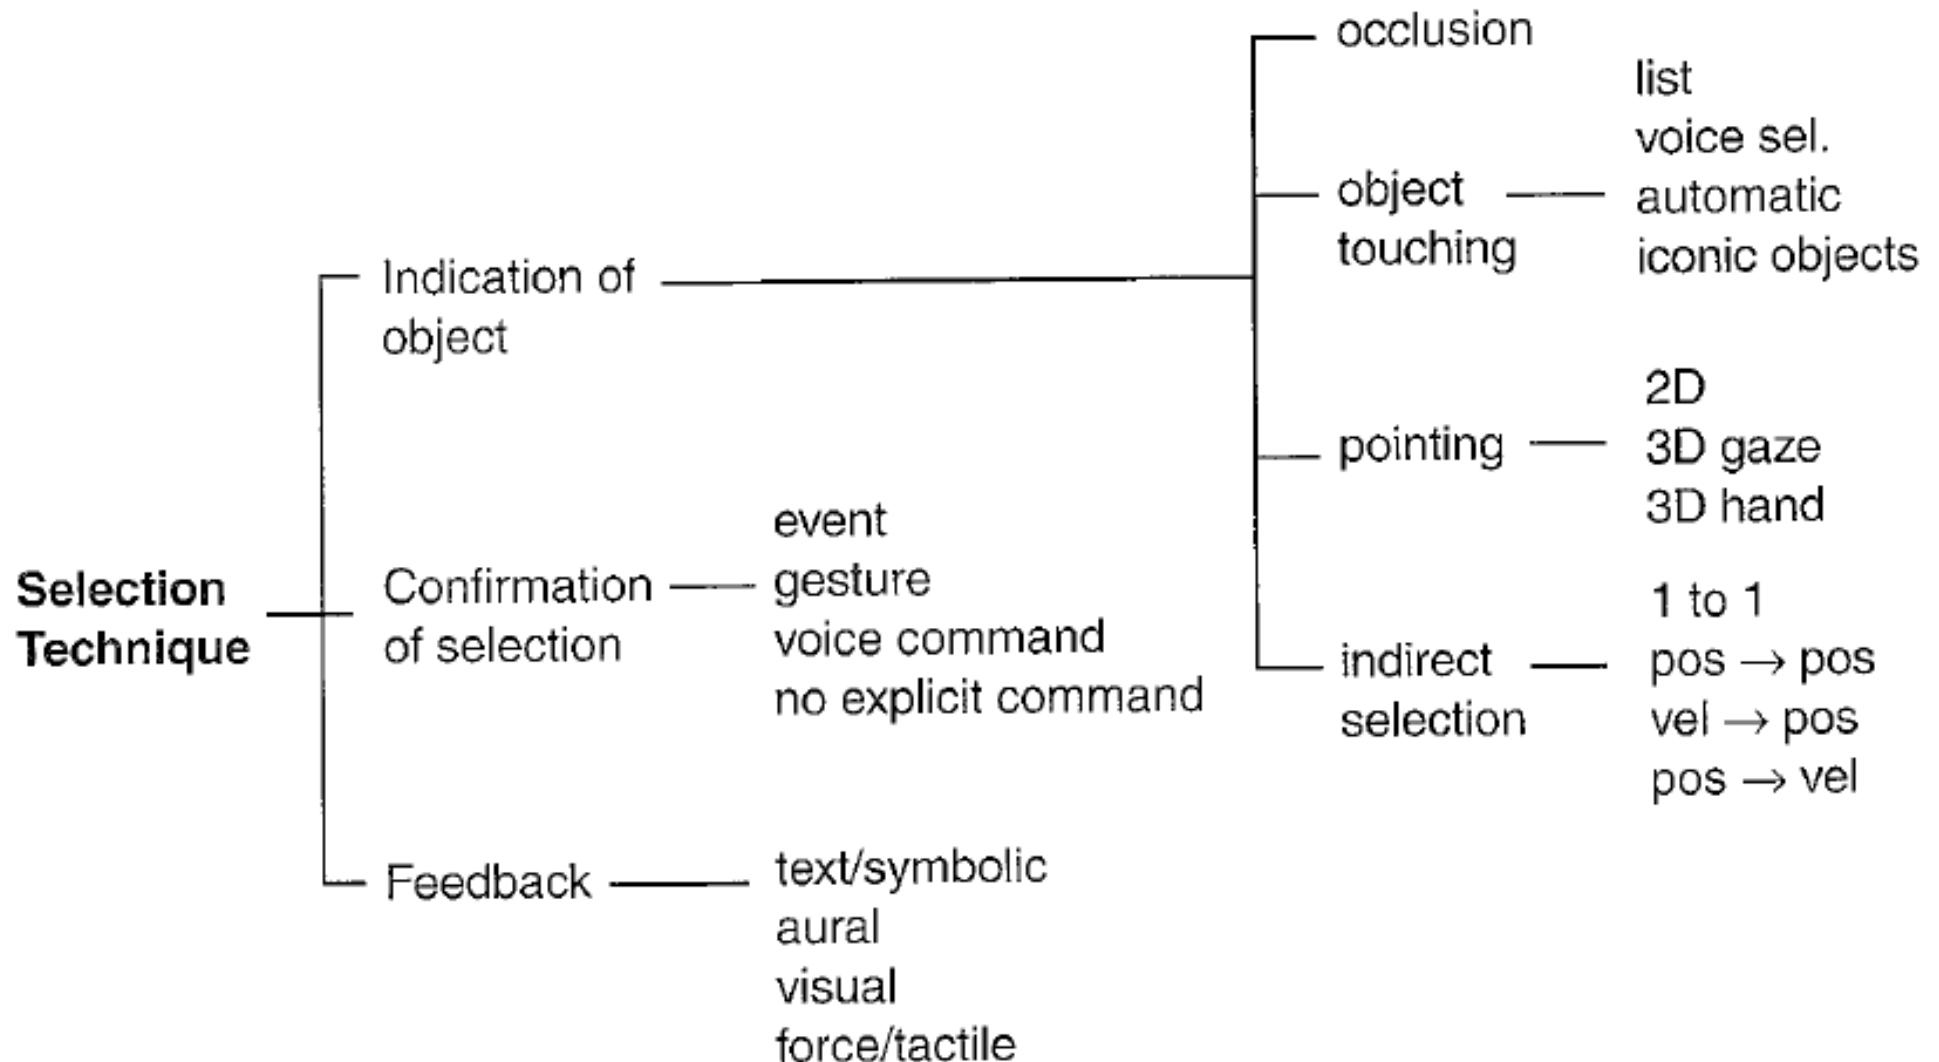 Selection
Technique
Indication of
object
Confirmation
of selection
Feedback
event
gesture
voice command
no explicit command
text/symbolic
aural
visual
force/tactile
occlusion
object
touching
pointing
indirect
selection
list
voice sel.
automatic
iconic objects
2D
3D gaze
3D hand
1 to 1
pos → pos
vel → pos
pos → vel